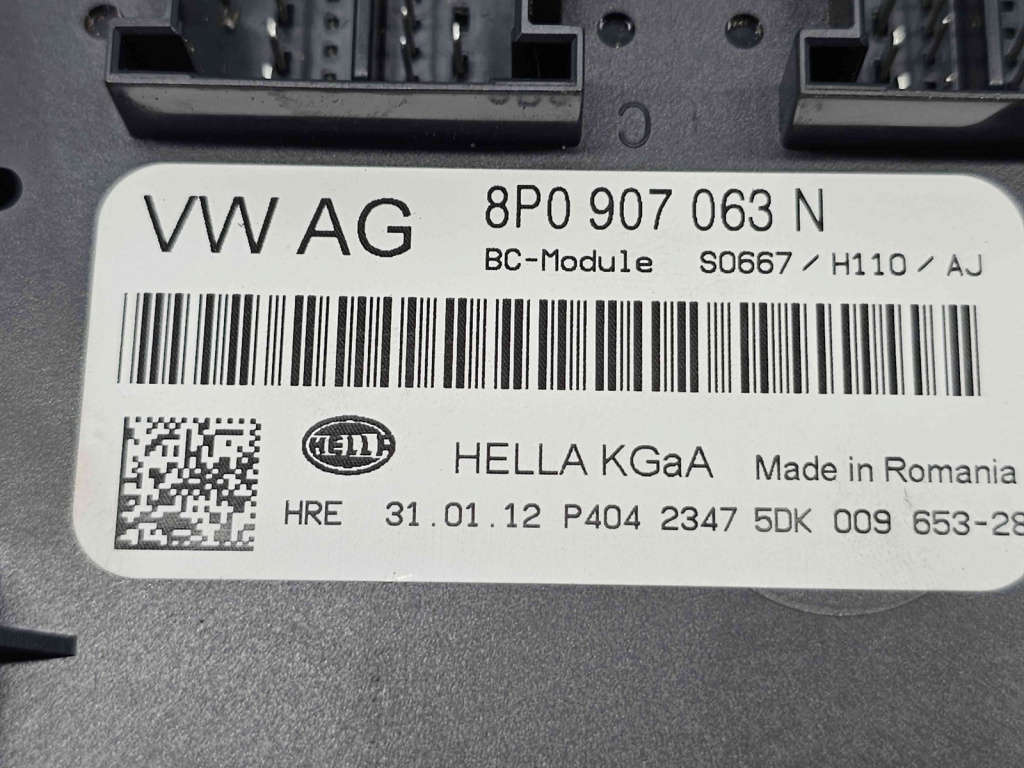 C
VW AG
8P0 907 063 N
BC-Module S0667 / H110 / AJ
HELLA
HELLA KGaA Made in Romania
HRE 31.01.12 P404 2347 5DK 009 653-28